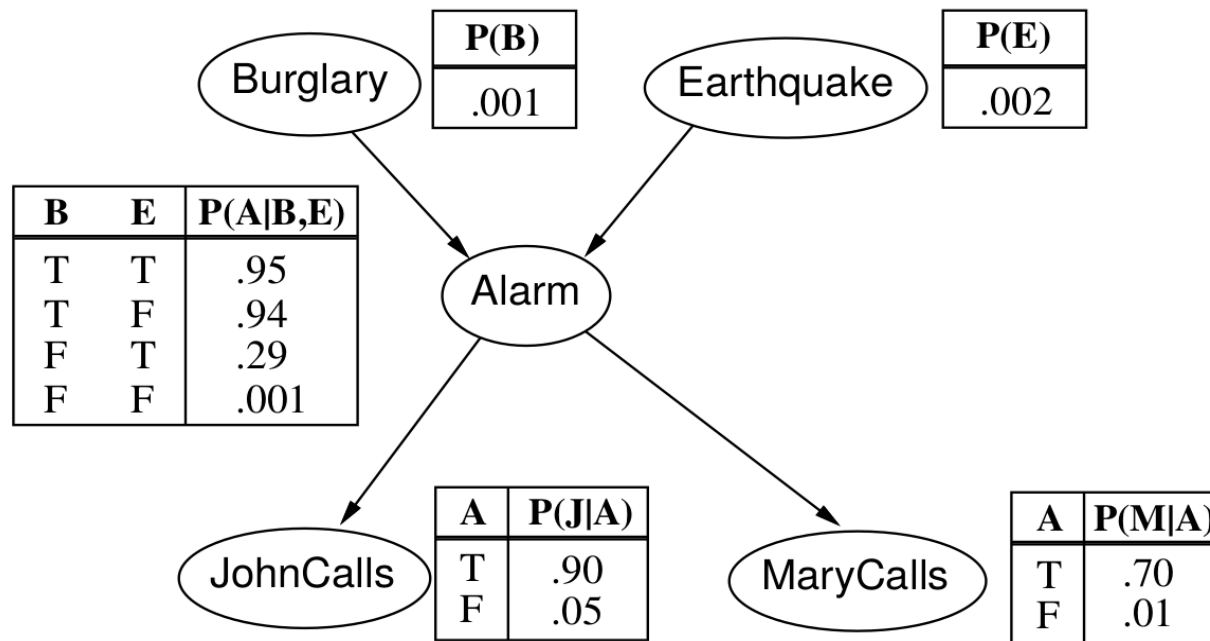 Burglary
P(B)
.001
Earthquake
P(E)
.002
B E P(A|B,E)
T T .95
T F .94
F T .29
F F .001
Alarm
JohnCalls
A P(J|A)
T .90
F .05
MaryCalls
A P(M|A)
T .70
F .01